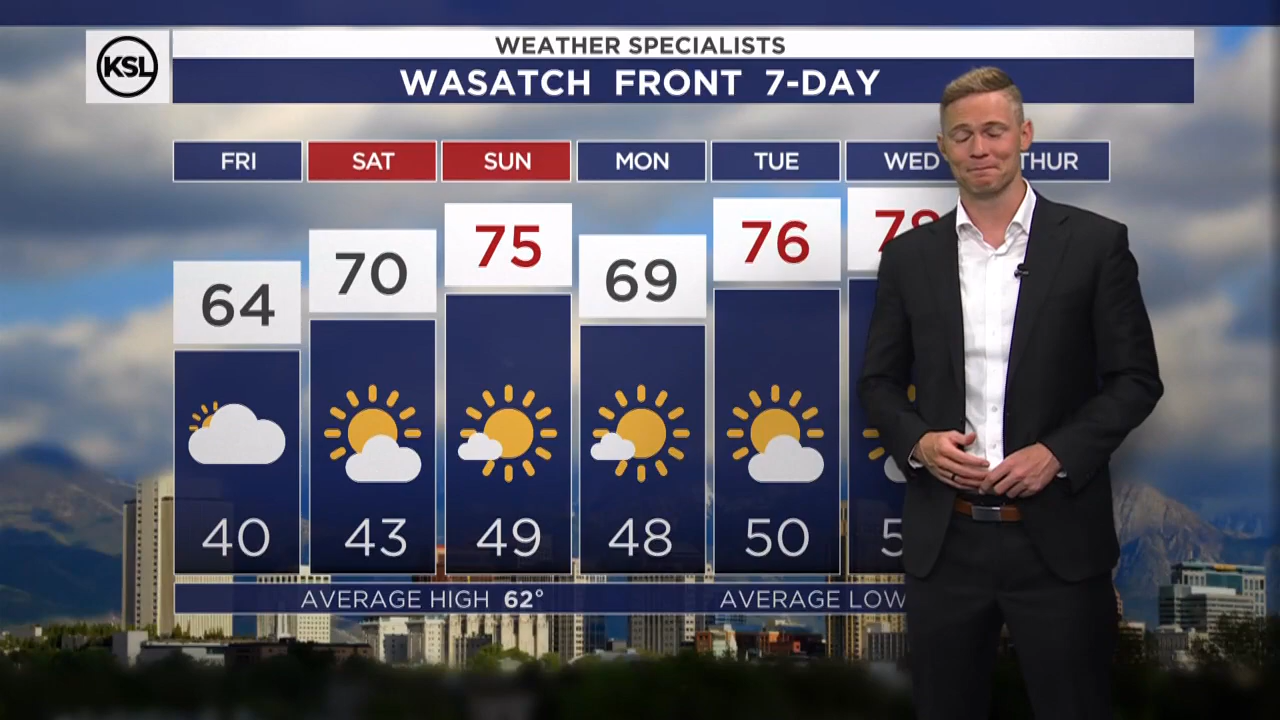 KSL
WEATHER SPECIALISTS
WASATCH FRONT 7-DAY
FRI SAT SUN MON TUE WED THUR
64 70 75 69 76
40 43 49 48 50
AVERAGE HIGH 62° AVERAGE LOW